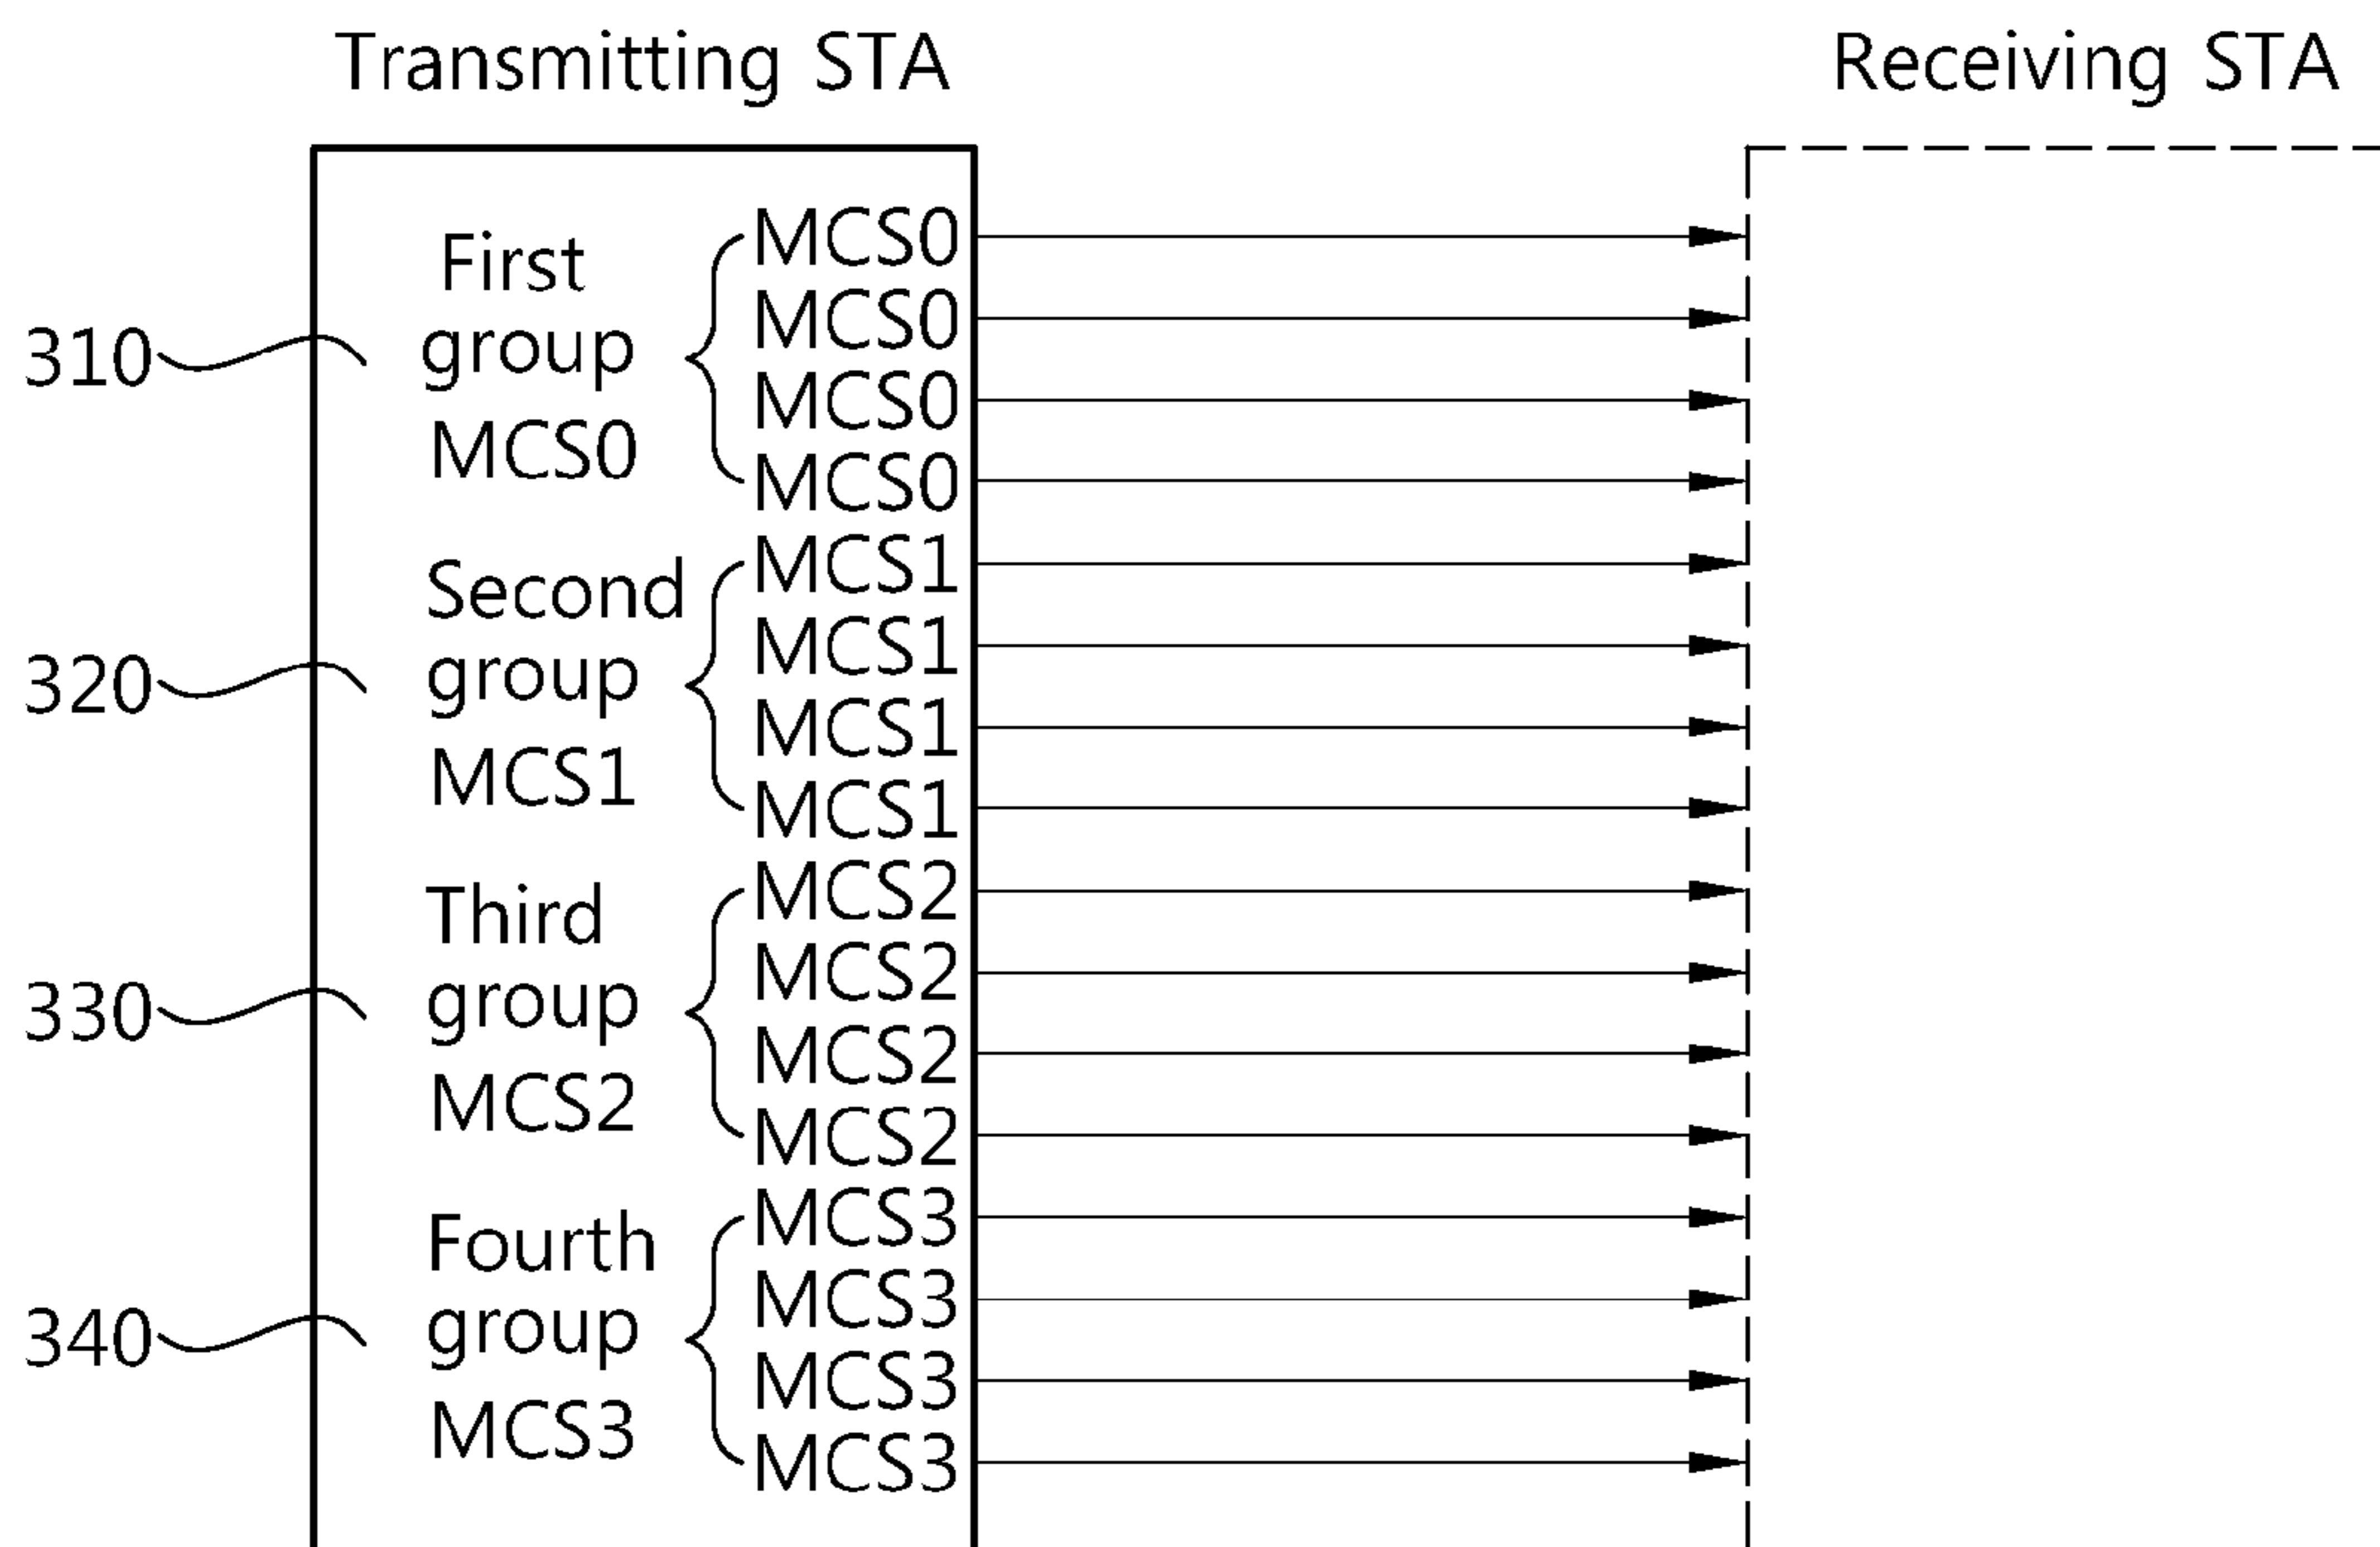 Transmitting STA
Receiving STA
310
First
group
MCS0
MCS0
MCS0
MCS0
MCS0
320
Second
group
MCS1
MCS1
MCS1
MCS1
MCS1
330
Third
group
MCS2
MCS2
MCS2
MCS2
MCS2
340
Fourth
group
MCS3
MCS3
MCS3
MCS3
MCS3